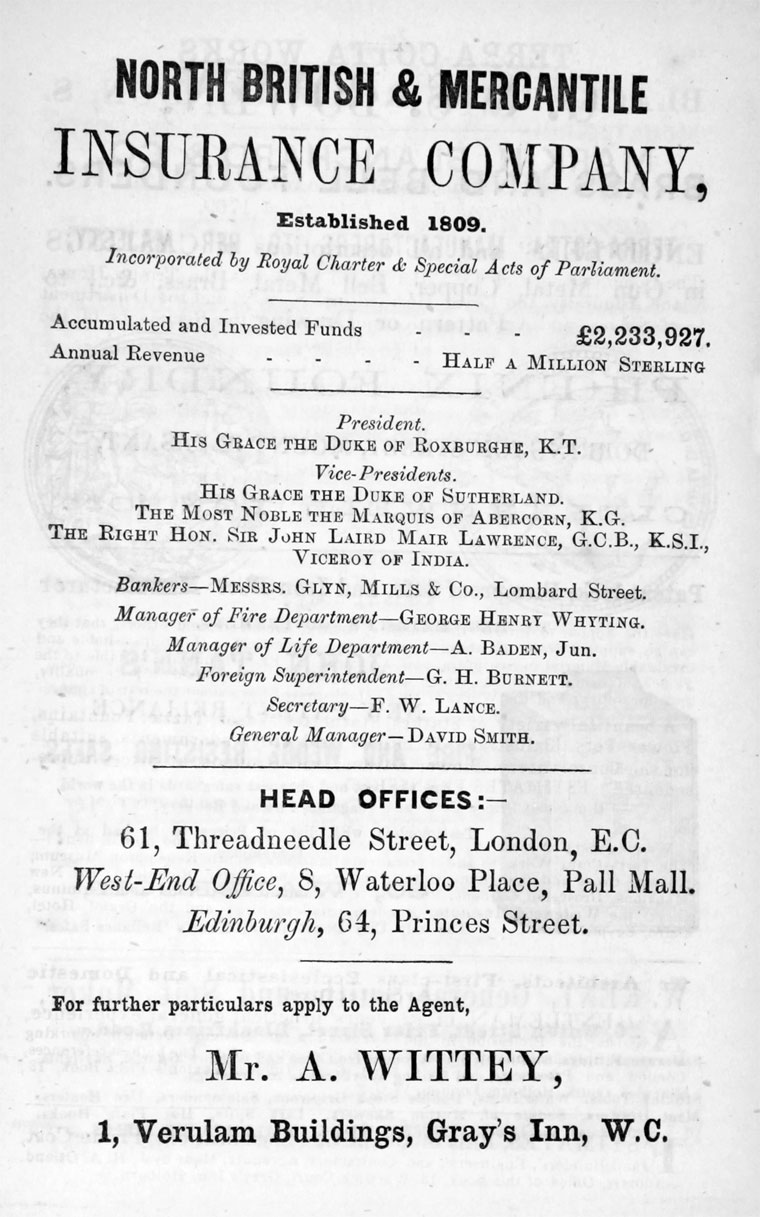 NORTH BRITISH & MERCANTILE
INSURANCE COMPANY,
Established 1809.
Incorporated by Royal Charter & Special Acts of Parliament.
Accumulated and Invested Funds - - £2,233,927.
Annual Revenue - - - - HALF A MILLION STERLING
President.
HIS GRACE THE DUKE OF ROXBURGHE, K.T.
Vice-Presidents.
HIS GRACE THE DUKE OF SUTHERLAND.
THE MOST NOBLE THE MARQUIS OF ABERCORN, K.G.
THE RIGHT HON. SIR JOHN LAIRD MAIR LAWRENCE, G.C.B., K.S.I.,
VICEROY OF INDIA.
Bankers—MESSRS. GLYN, MILLS & Co., Lombard Street.
Manager of Fire Department—GEORGE HENRY WHYTING.
Manager of Life Department—A. BADEN, Jun.
Foreign Superintendent—G. H. BURNETT.
Secretary—F. W. LANCE.
General Manager—DAVID SMITH.
HEAD OFFICES:—
61, Threadneedle Street, London, E.C.
West-End Office, 8, Waterloo Place, Pall Mall.
Edinburgh, 64, Princes Street.
For further particulars apply to the Agent,
Mr. A. WITTEY,
1, Verulam Buildings, Gray's Inn, W.C.